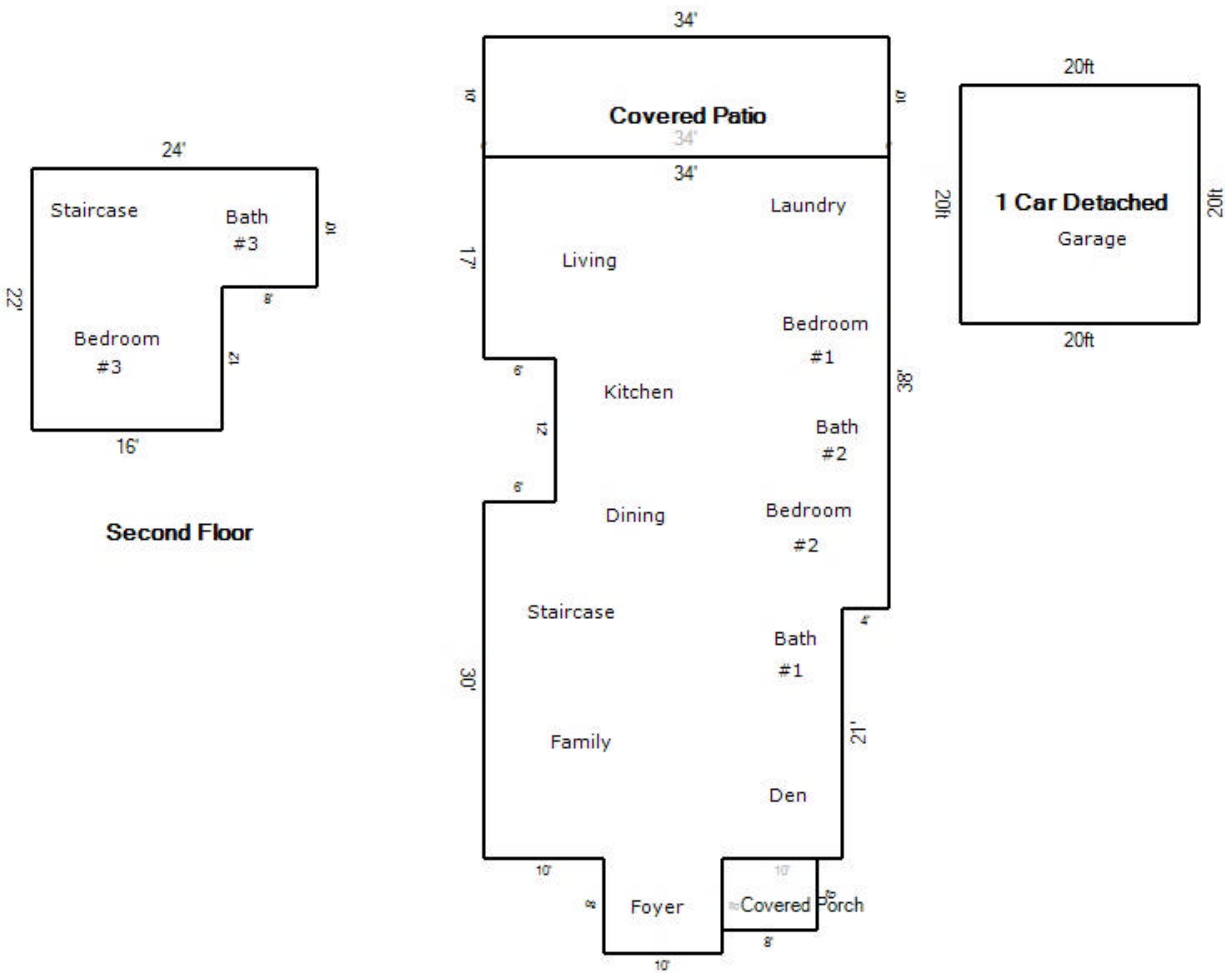 34'
10'
10'
Covered Patio
34'
34'
20ft
20ft
1 Car Detached
Garage
20ft
20ft
24'
Staircase
Bath
#3
10'
8'
22'
Bedroom
#3
12'
16'
Second Floor
Laundry
17'
Living
Bedroom
#1
6'
Kitchen
38'
12'
Bath
#2
6'
Dining
Bedroom
#2
Staircase
4'
Bath
#1
30'
21'
Family
Den
10'
10'
8'
Foyer
Covered Porch
8'
10'